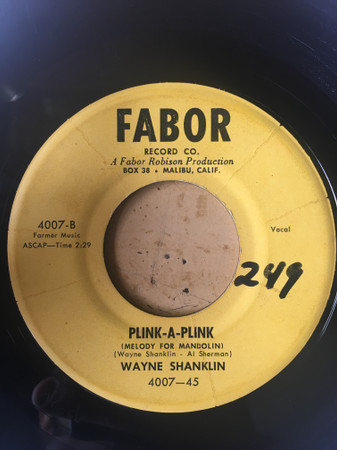 FABOR
RECORD CO.
A Fabor Robison Production
BOX 38 • MALIBU, CALIF.
4007-B
Farmer Music
ASCAP—Time 2:29
Vocal
249
PLINK-A-PLINK
(MELODY FOR MANDOLIN)
(Wayne Shanklin - Al Sherman)
WAYNE SHANKLIN
4007—45